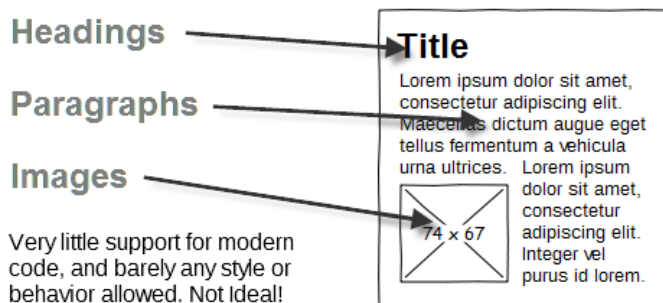 Headings
Paragraphs
Images
Very little support for modern
code, and barely any style or
behavior allowed. Not Ideal!
Title
Lorem ipsum dolor sit amet,
consectetur adipiscing elit.
Maecenas dictum augue eget
tellus fermentum a vehicula
urna ultrices. Lorem ipsum
dolor sit amet,
consectetur
adipiscing elit.
Integer vel
purus id lorem.
74 x 67